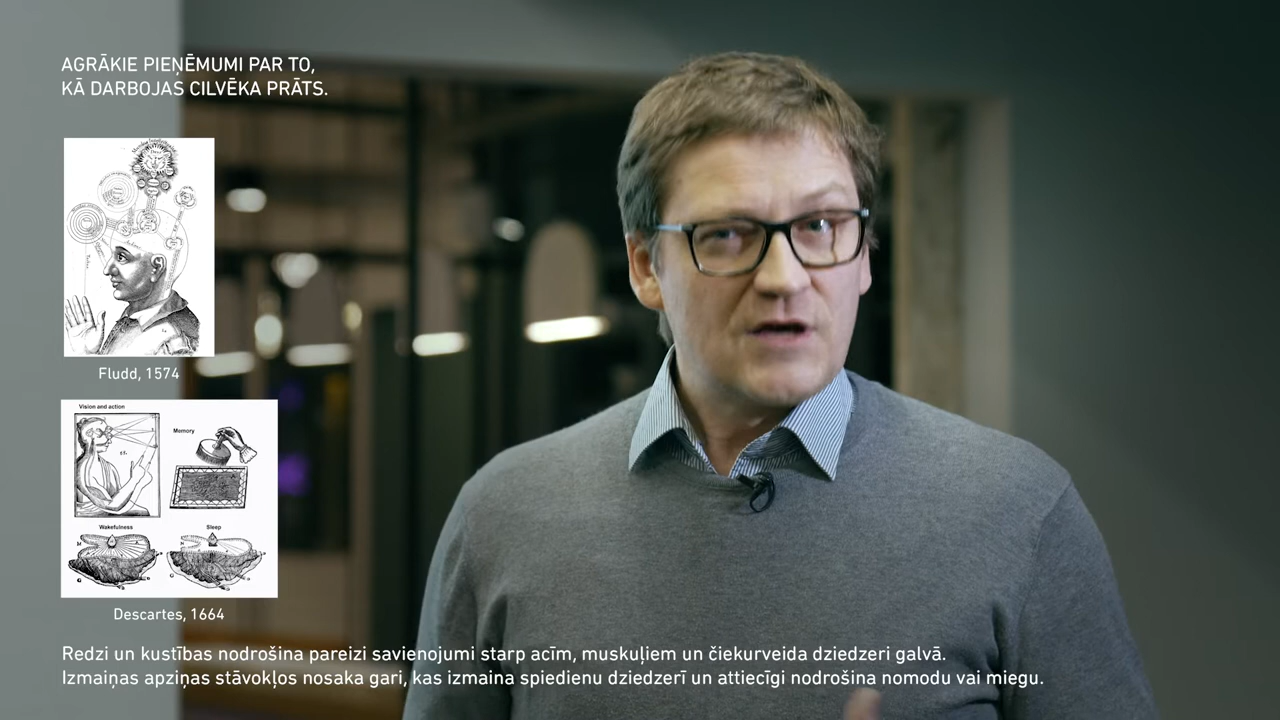 AGRĀKIE PIEŅĒMUMI PAR TO,
KĀ DARBOJAS CILVĒKA PRĀTS.
Fludd, 1574
Vision and action
Memory
Wakefulness
Sleep
Descartes, 1664
Redzi un kustības nodrošina pareizi savienojumi starp acīm, muskuļiem un čiekurveida dziedzeri galvā.
Izmaiņas apziņas stāvokļos nosaka gari, kas izmaina spiedienu dziedzerī un attiecīgi nodrošina nomodu vai miegu.